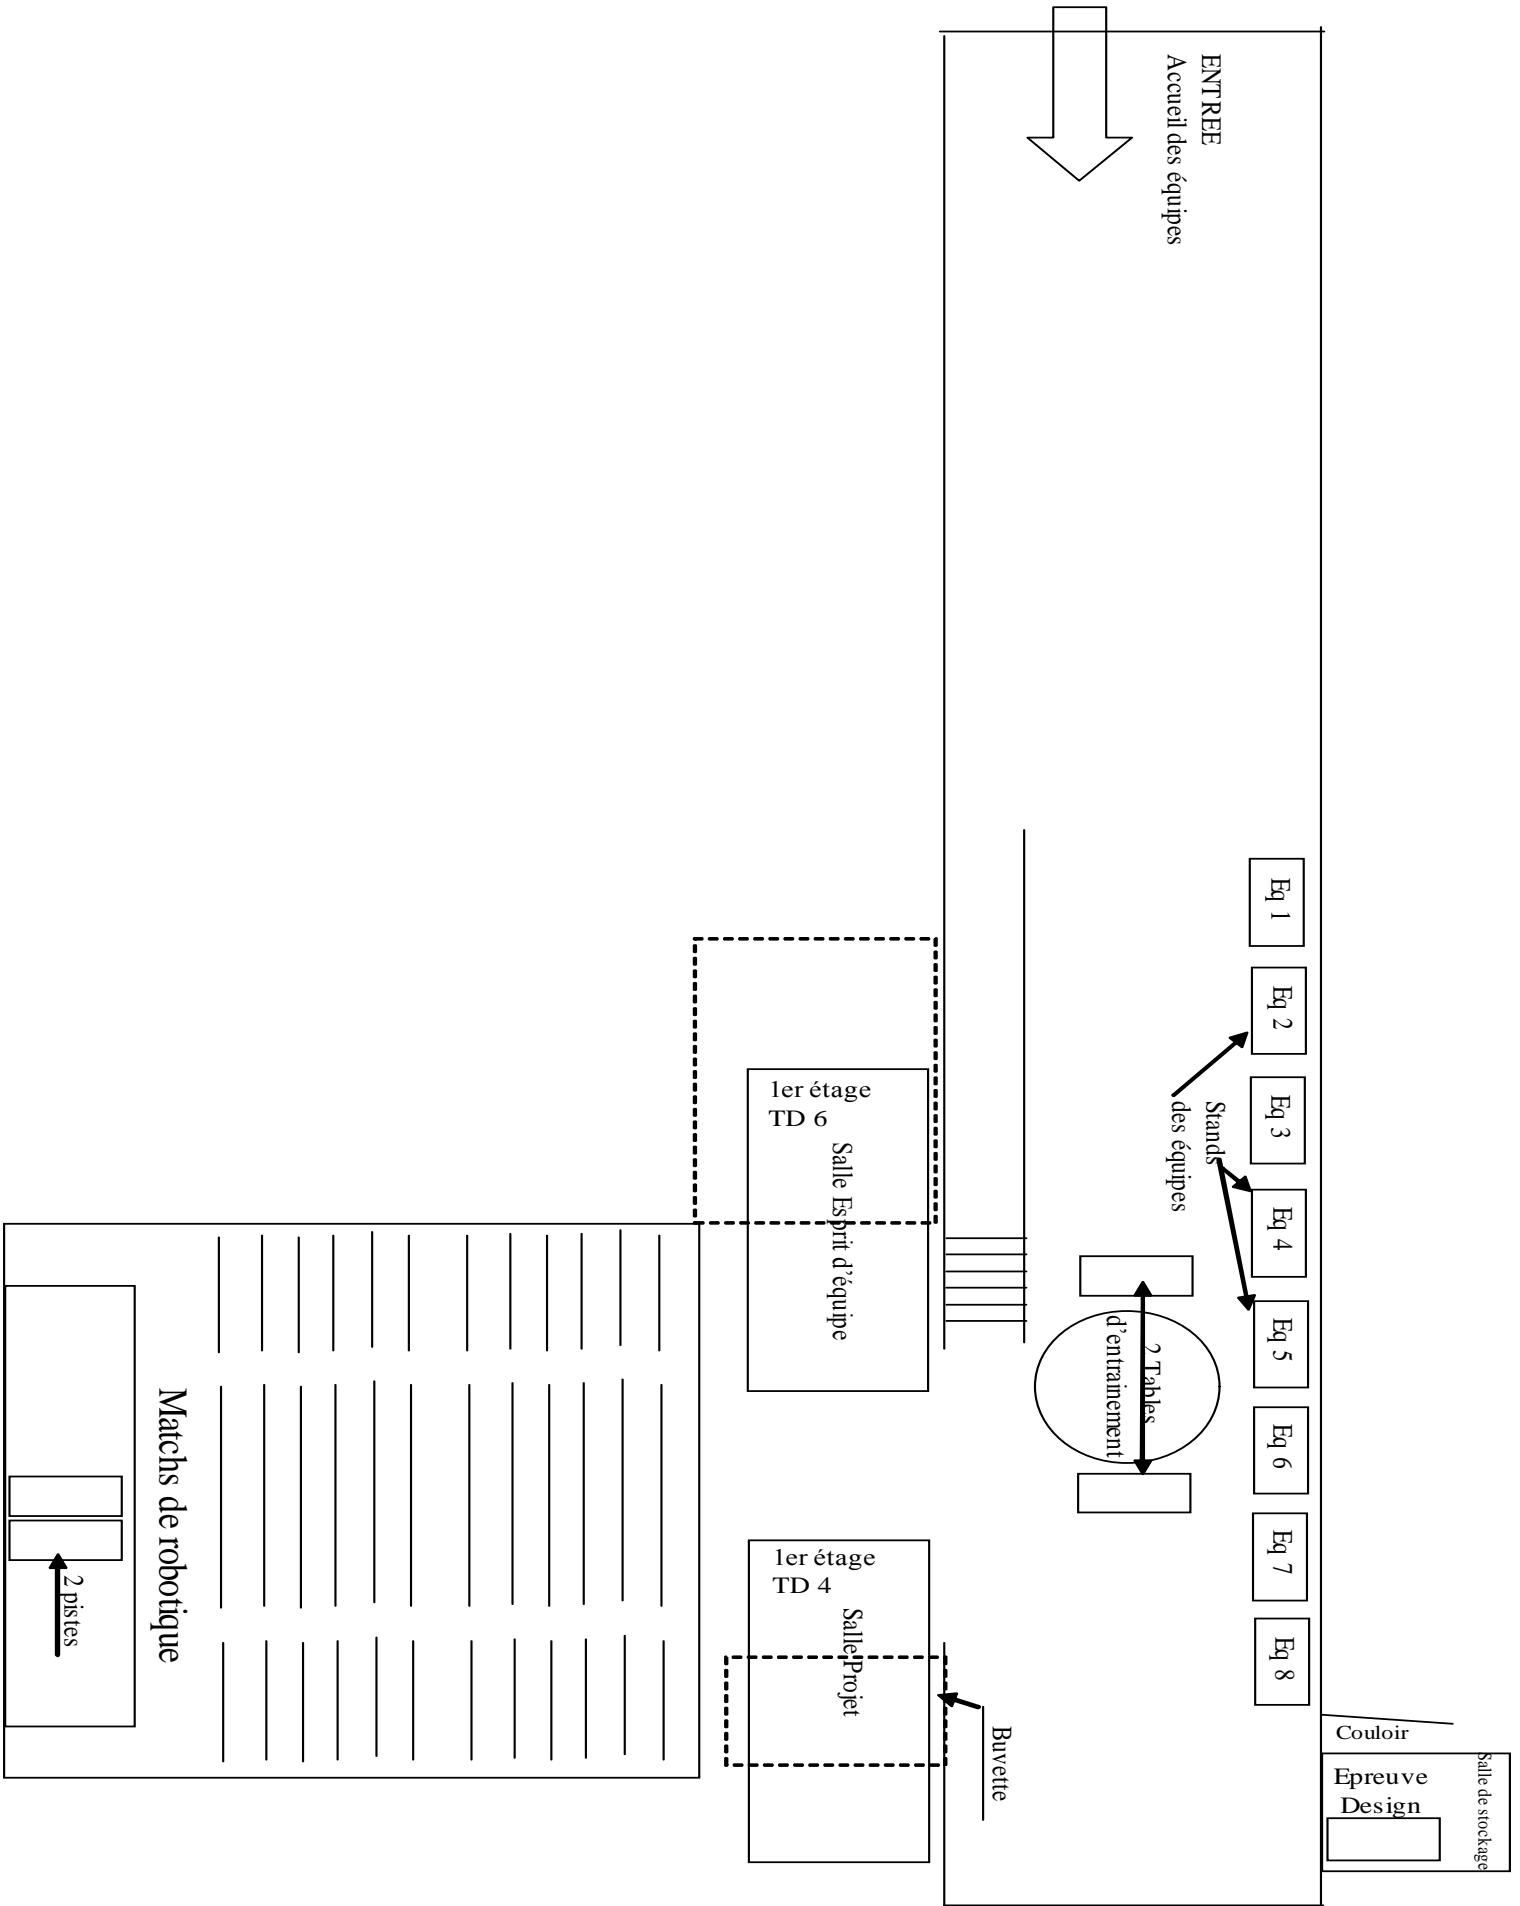 ENTREE
Accueil des équipes
Eq 1
Eq 2
Eq 3
Eq 4
Eq 5
Eq 6
Eq 7
Eq 8
Stands
des équipes
2 Tables
d'entrainement
1er étage
TD 6
Salle Esprit d'équipe
1er étage
TD 4
Salle Projet
Buvette
Matchs de robotique
2 pistes
Couloir
Epreuve
Design
Salle de stockage